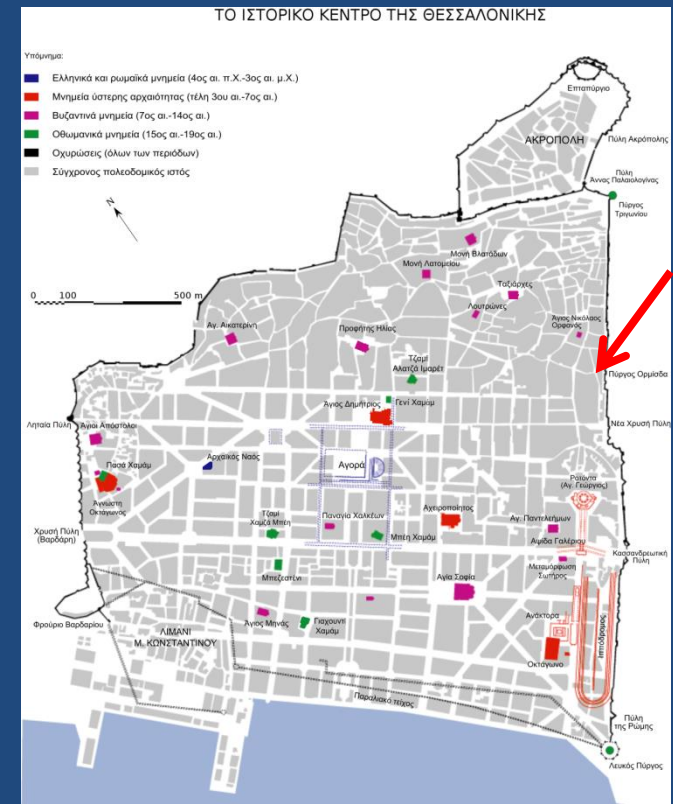 ΤΟ ΙΣΤΟΡΙΚΟ ΚΕΝΤΡΟ ΤΗΣ ΘΕΣΣΑΛΟΝΙΚΗΣ
Υπόμνημα:
Ελληνικά και ρωμαϊκά μνημεία (4ος αι. π.Χ.-3ος αι. μ.Χ.)
Μνημεία ύστερης αρχαιότητας (τέλη 3ου αι.-7ος αι.)
Βυζαντινά μνημεία (7ος αι.-14ος αι.)
Οθωμανικά μνημεία (15ος αι.-19ος αι.)
Οχυρώσεις (όλων των περιόδων)
Σύγχρονος πολεοδομικός ιστός
N
0 100 500 m
Επταπύργιο
ΑΚΡΟΠΟΛΗ
Πύλη Ακρόπολης
Πύλη
Άννας Παλαιολογίνας
Πύργος
Τριγωνίου
Μονή Βλατάδων
Μονή Λατομείου
Ταξιάρχες
Λουτρώνες
Άγιος Νικόλαος
Ορφανός
Αγ. Αικατερίνη
Προφήτης Ηλίας
Τζαμί
Αλατζά Ιμαρέτ
Πύργος Ορμίσδα
Άγιος Δημήτριος
Γενί Χαμάμ
Νέα Χρυσή Πύλη
Ληταία Πύλη
Άγιοι Απόστολοι
Πασά Χαμάμ
Αρχαϊκός Ναός
Αγορά
Άγνωστη
Οκτάγωνος
Ροτόντα
(Αγ. Γεώργιος)
Τζαμί
Χαμζά Μπέη
Παναγία Χαλκέων
Αχειροποίητος
Αγ. Παντελεήμων
Χρυσή Πύλη
(Βαρδάρη)
Μπέη Χαμάμ
Αψίδα Γαλέριου
Κασσανδρεωτική
Πύλη
Μπεζεστένι
Αγία Σοφία
Μεταμόρφωση
Σωτήρος
Φρούριο Βαρδαρίου
ΛΙΜΑΝΙ
Μ. ΚΩΝΣΤΑΝΤΙΝΟΥ
Άγιος Μηνάς
Γιαχουντί
Χαμάμ
Ανάκτορα
Ιππόδρομος
Οκτάγωνο
Παραλιακό τείχος
Πύλη
της Ρώμης
Λευκός Πύργος